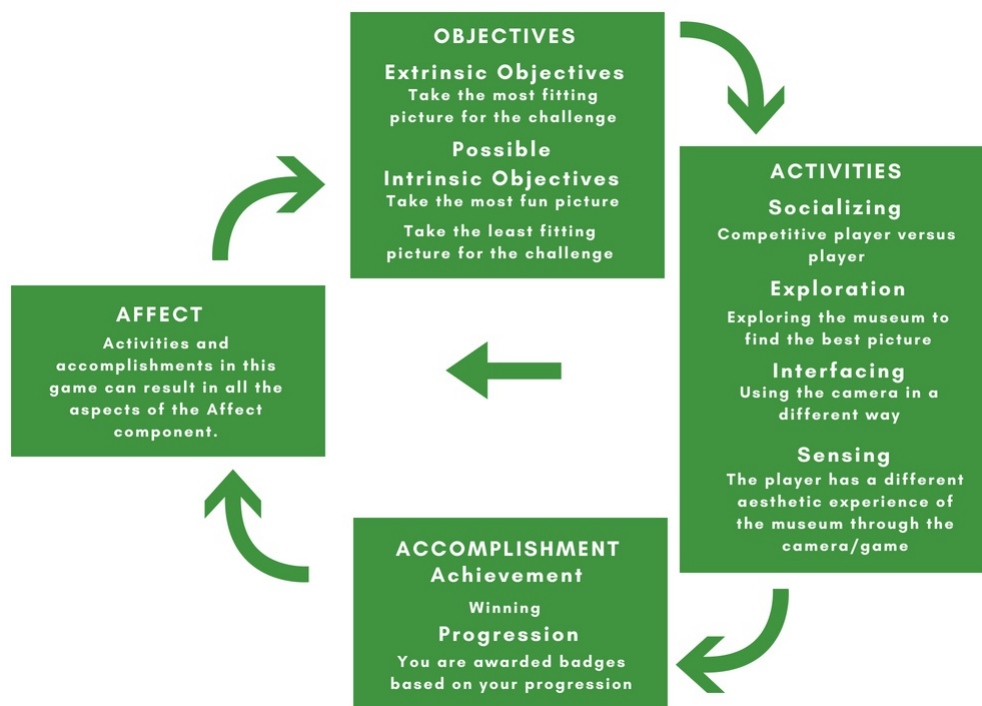 OBJECTIVES
Extrinsic Objectives
Take the most fitting
picture for the challenge
Possible
Intrinsic Objectives
Take the most fun picture
Take the least fitting
picture for the challenge
ACTIVITIES
Socializing
Competitive player versus
player
Exploration
Exploring the museum to
find the best picture
Interfacing
Using the camera in a
different way
Sensing
The player has a different
aesthetic experience of
the museum through the
camera/game
ACCOMPLISHMENT
Achievement
Winning
Progression
You are awarded badges
based on your progression
AFFECT
Activities and
accomplishments in this
game can result in all the
aspects of the Affect
component.